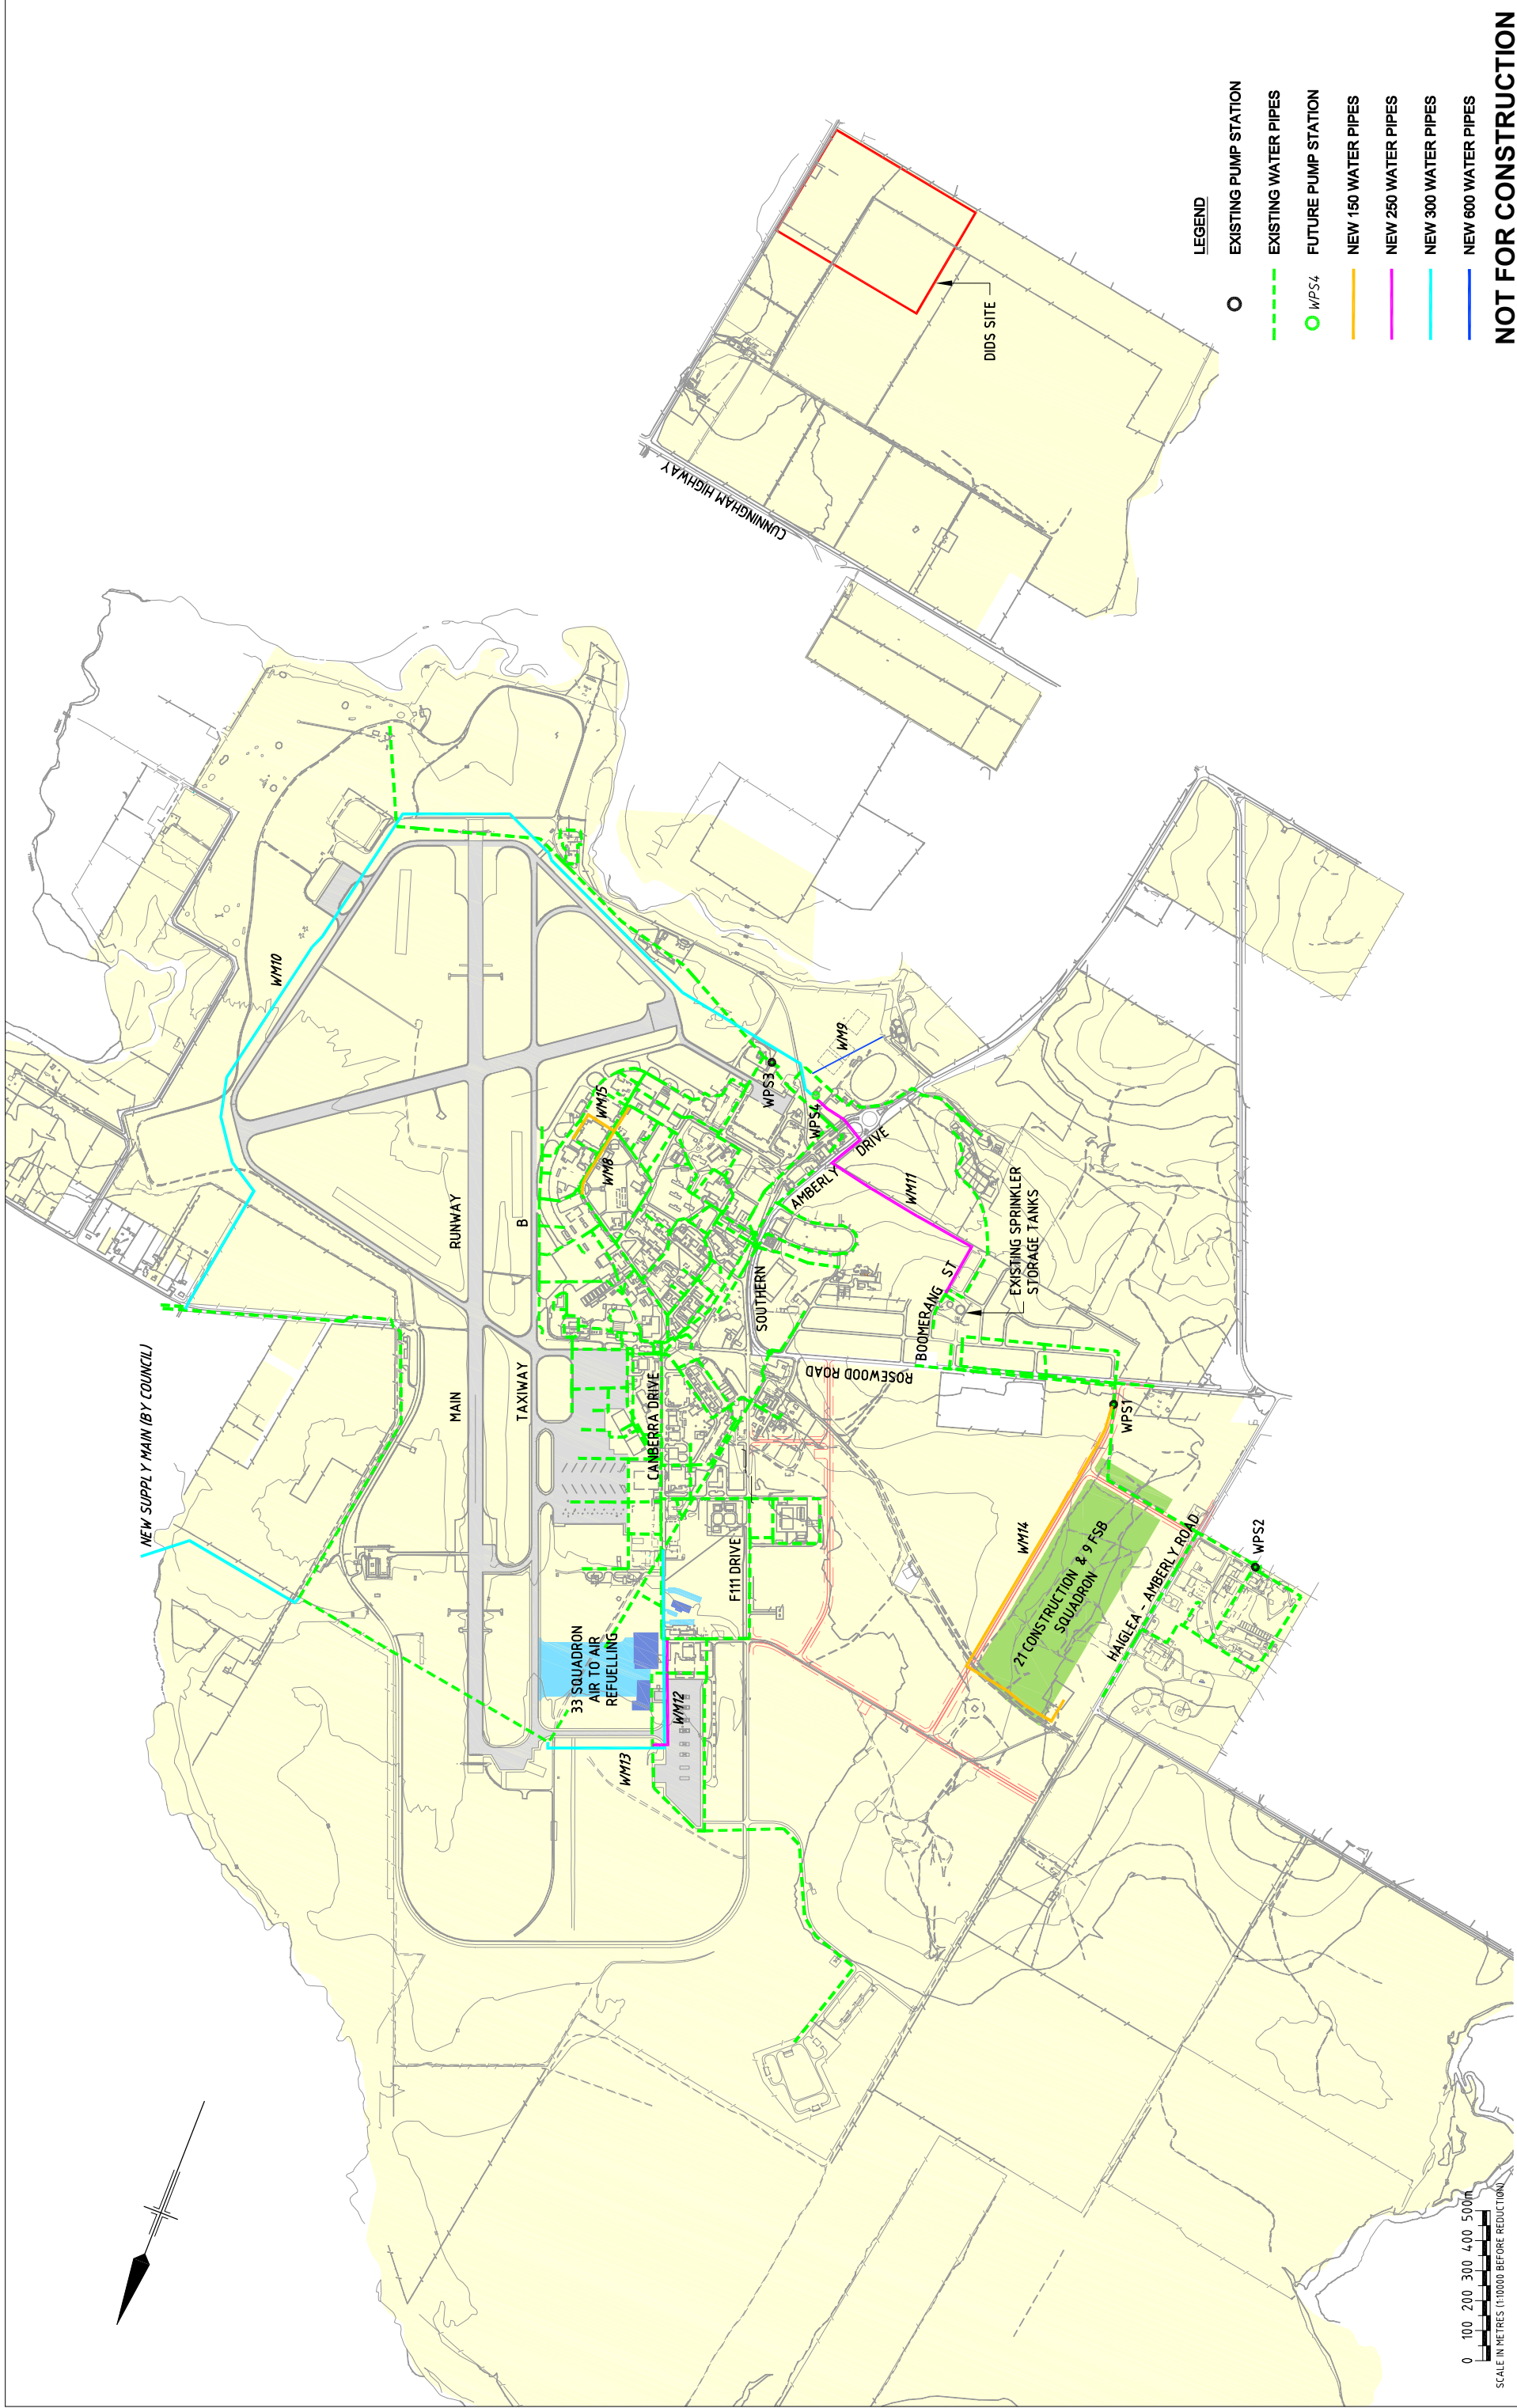 NEW SUPPLY MAIN (BY COUNCIL)
WM10
MAIN
RUNWAY
TAXIWAY
B
33 SQUADRON
AIR TO AIR
REFUELLING
WM13
WM12
CANBERRA DRIVE
F111 DRIVE
WM8
WM15
SOUTHERN
AMBERLY
DRIVE
WPS3
WPS4
WM9
WM11
BOOMERANG ST
EXISTING SPRINKLER
STORAGE TANKS
ROSEWOOD ROAD
WPS1
WM14
21 CONSTRUCTION & 9 FSB
SQUADRON
HAIGLEA - AMBERLY ROAD
WPS2
CUNNINGHAM HIGHWAY
DIDS SITE
LEGEND
EXISTING PUMP STATION
EXISTING WATER PIPES
WPS4 FUTURE PUMP STATION
NEW 150 WATER PIPES
NEW 250 WATER PIPES
NEW 300 WATER PIPES
NEW 600 WATER PIPES
NOT FOR CONSTRUCTION
0 100 200 300 400 500m
SCALE IN METRES (1:10000 BEFORE REDUCTION)